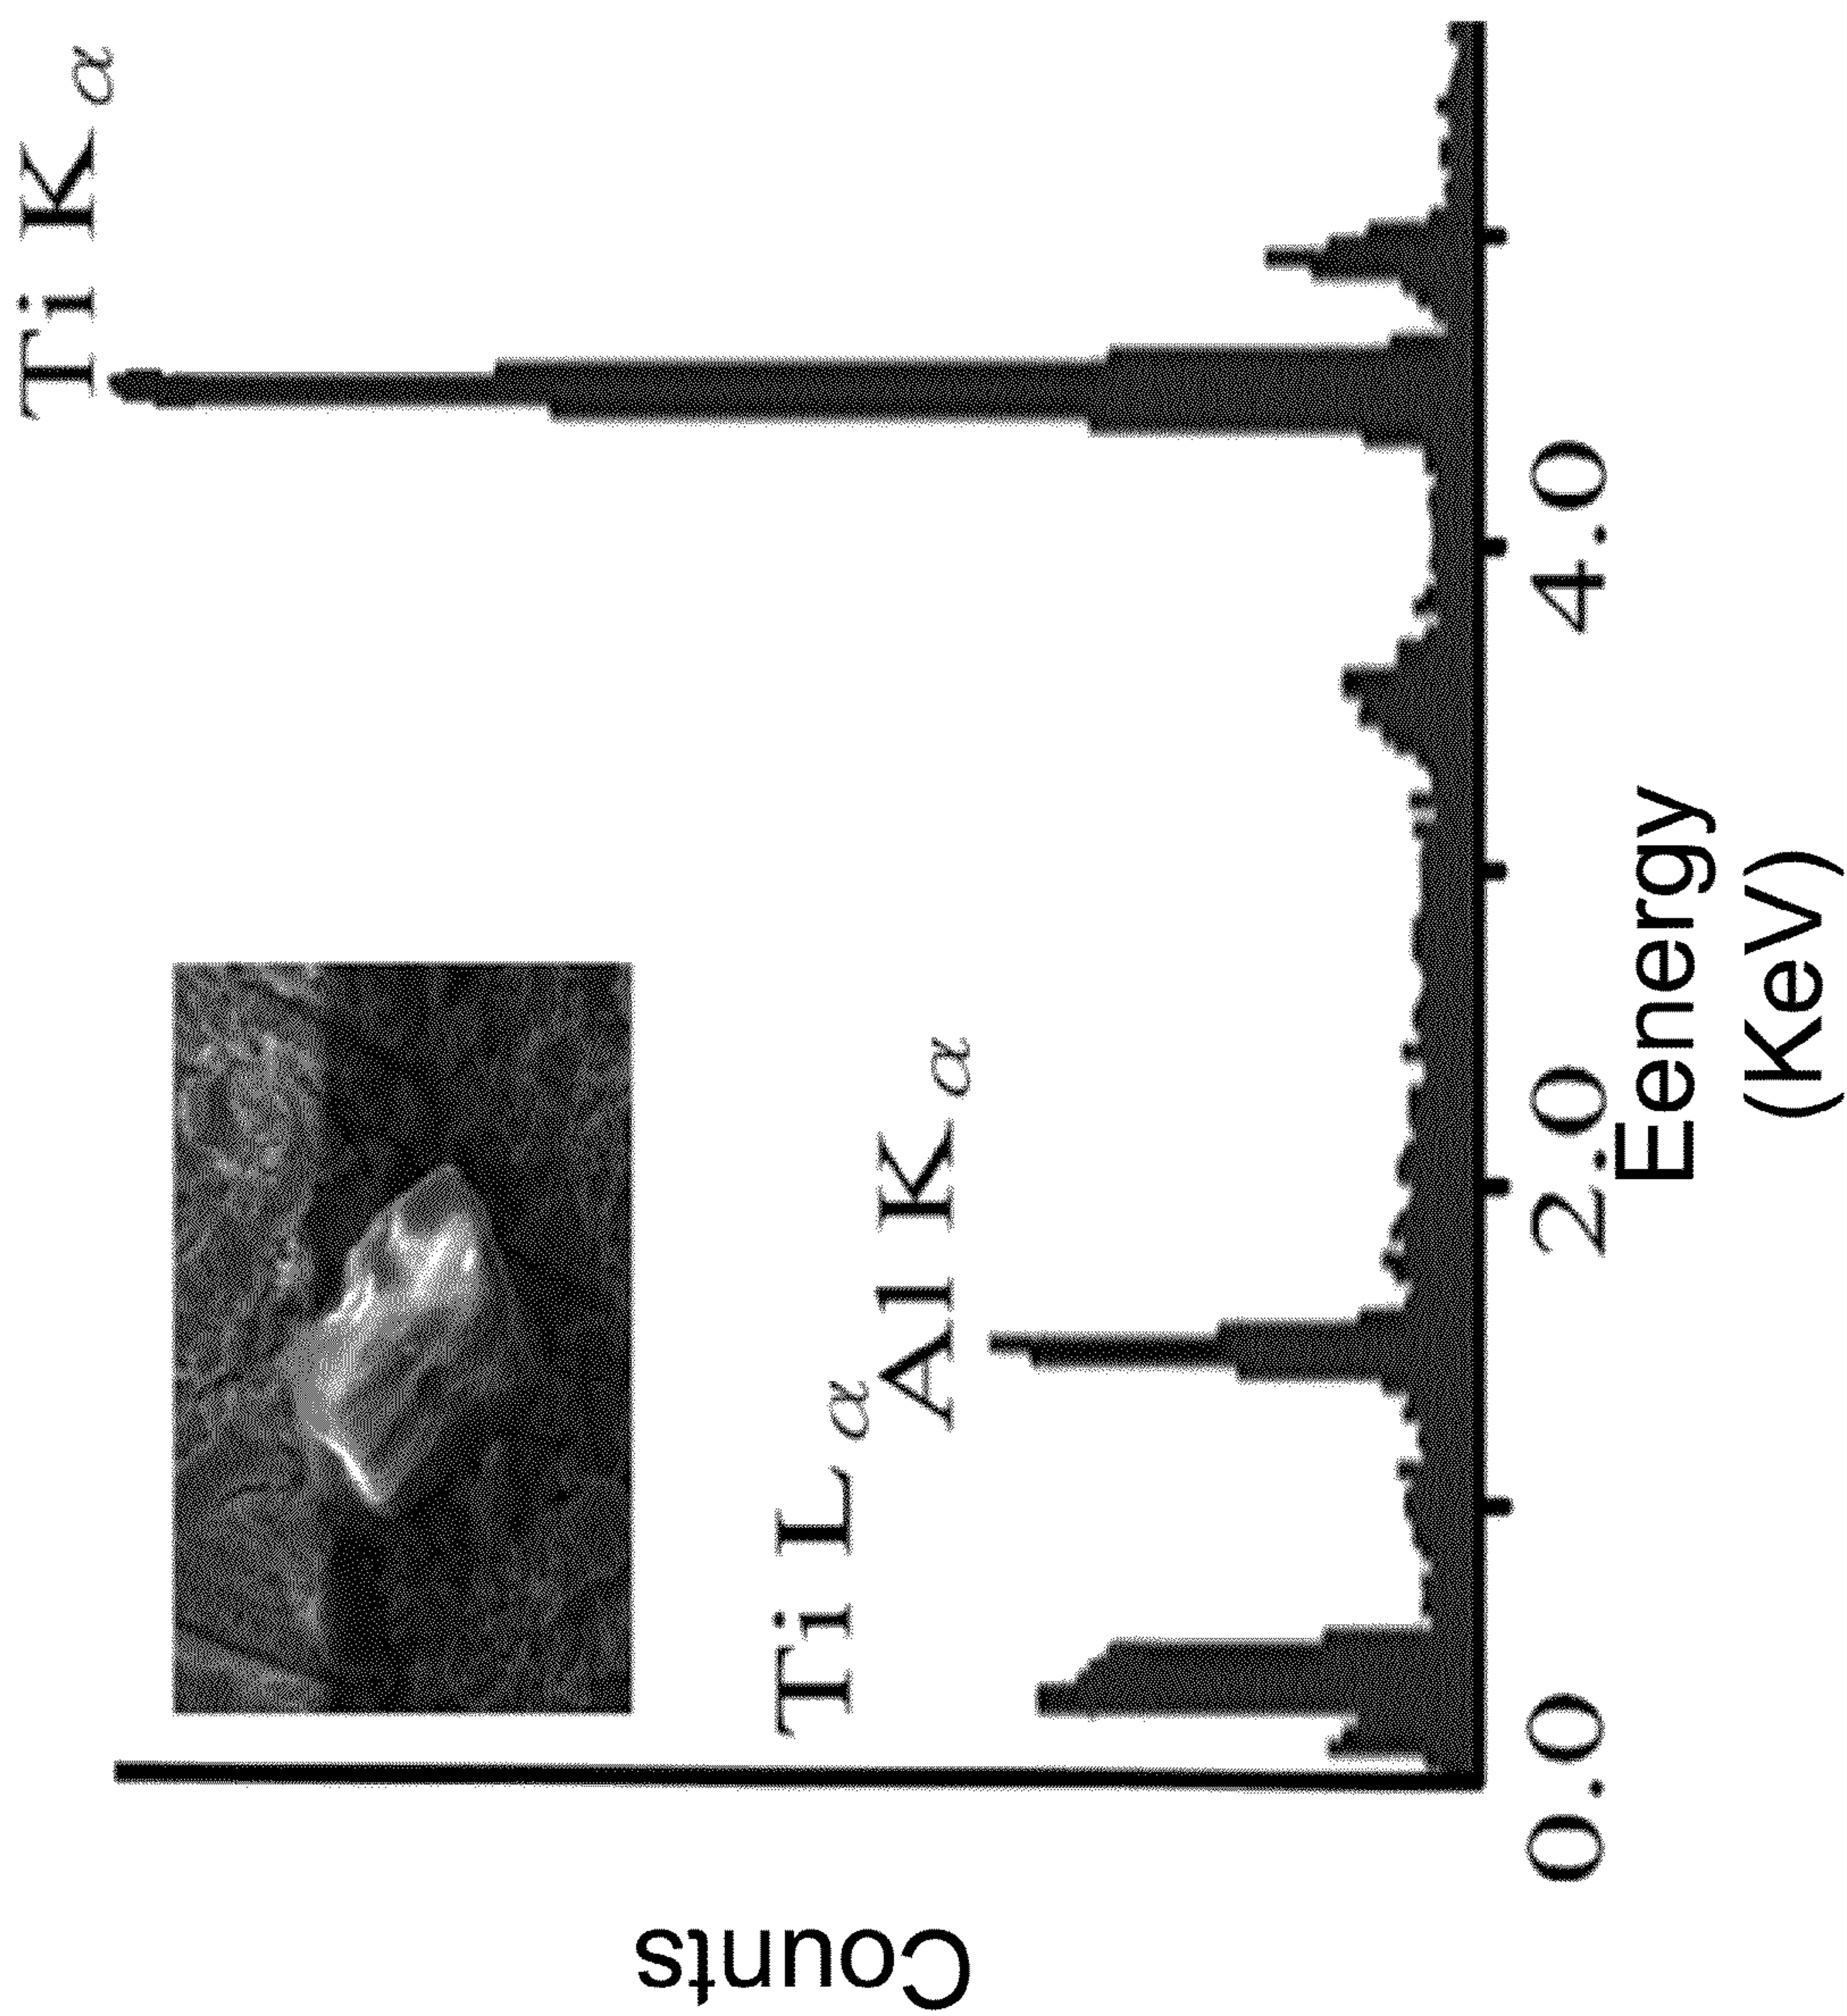 Ti Kα
Ti Lα
Al Kα
Counts
0.0
2.0
4.0
Eenergy
(KeV)